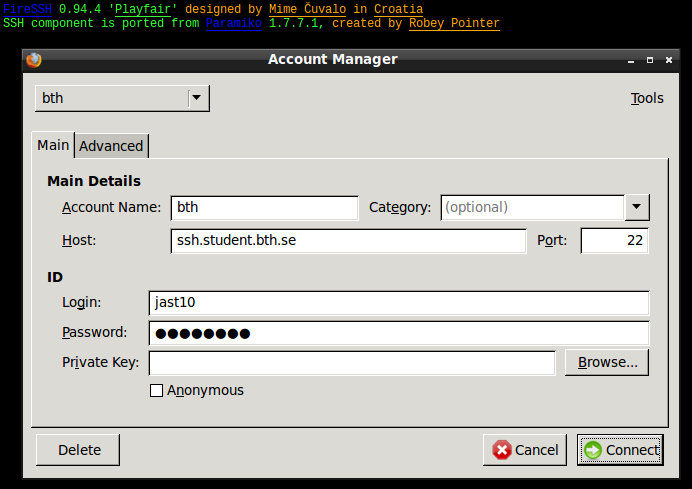 FireSSH 0.94.4 'Playfair' designed by Mime Čuvalo in Croatia
SSH component is ported from Paramiko 1.7.7.1, created by Robey Pointer
Account Manager
bth
Tools
Main Advanced
Main Details
Account Name: bth Category: (optional)
Host: ssh.student.bth.se Port: 22
ID
Login: jast10
Password: ●●●●●●●●
Private Key: Browse...
Anonymous
Delete Cancel Connect